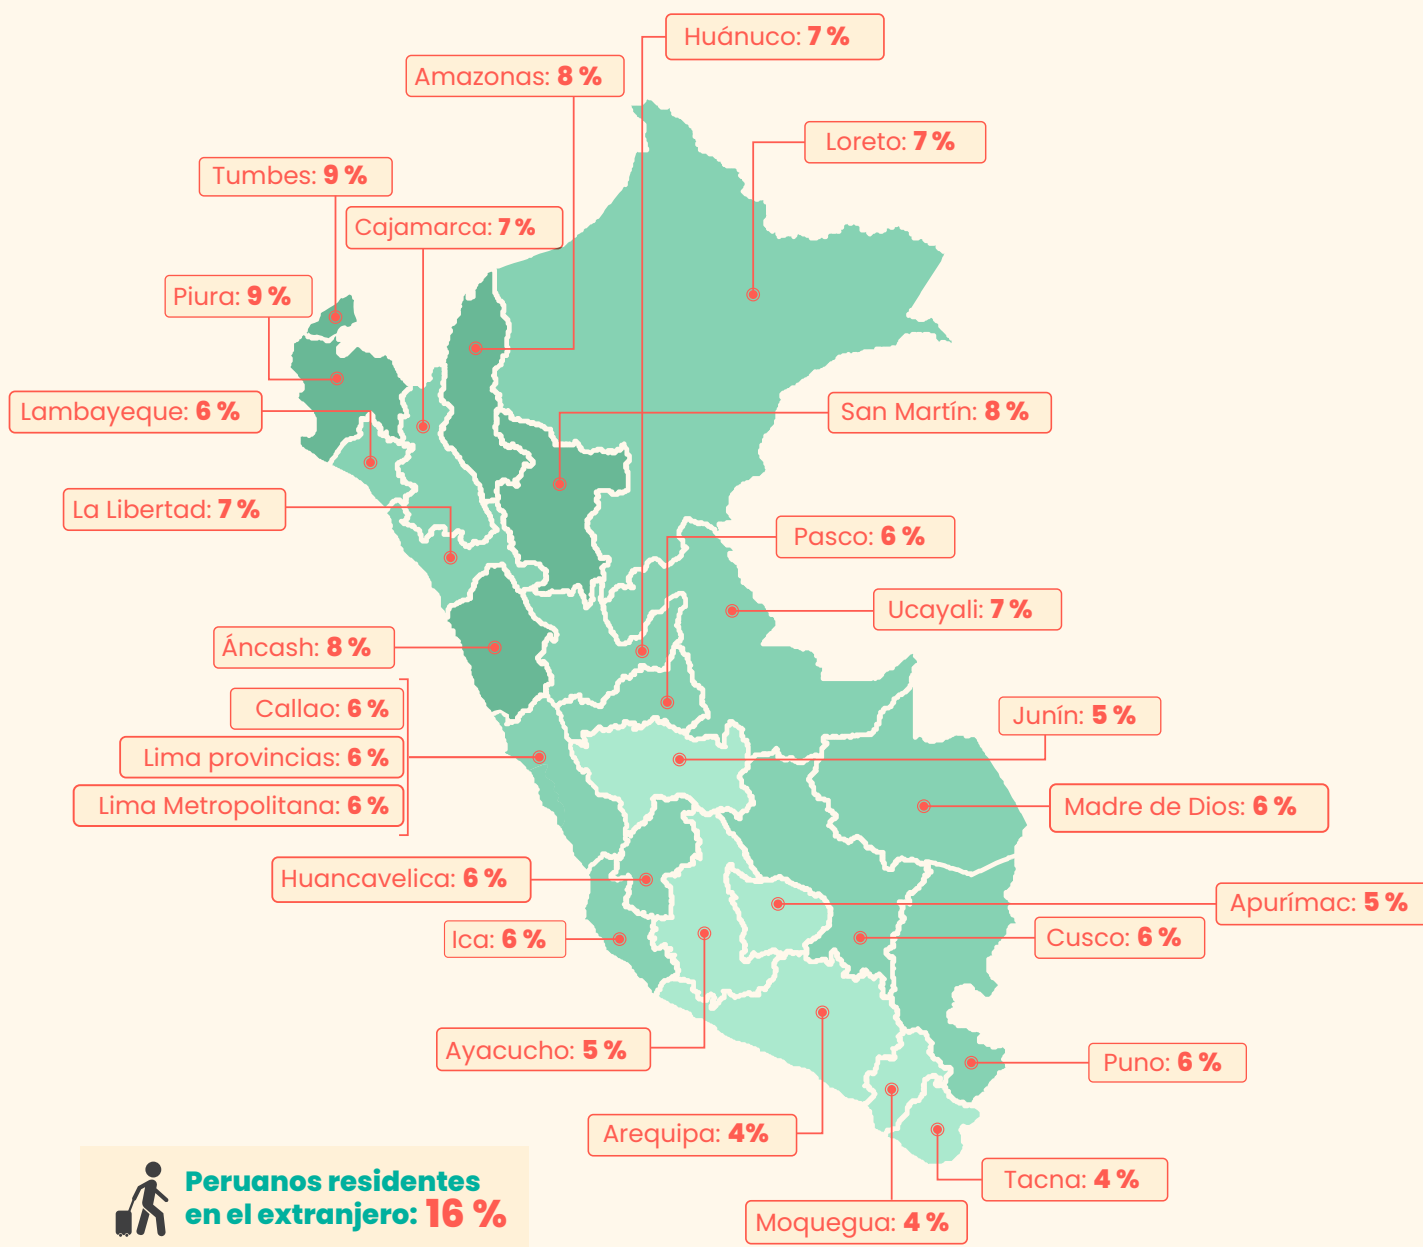 Huánuco: 7 %
Amazonas: 8 %
Loreto: 7 %
Tumbes: 9 %
Cajamarca: 7 %
Piura: 9 %
Lambayeque: 6 %
San Martín: 8 %
La Libertad: 7 %
Pasco: 6 %
Ucayali: 7 %
Áncash: 8 %
Callao: 6 %
Junín: 5 %
Lima provincias: 6 %
Lima Metropolitana: 6 %
Madre de Dios: 6 %
Huancavelica: 6 %
Apurímac: 5 %
Ica: 6 %
Cusco: 6 %
Ayacucho: 5 %
Puno: 6 %
Arequipa: 4%
Tacna: 4 %
Moquegua: 4 %
Peruanos residentes
en el extranjero: 16 %